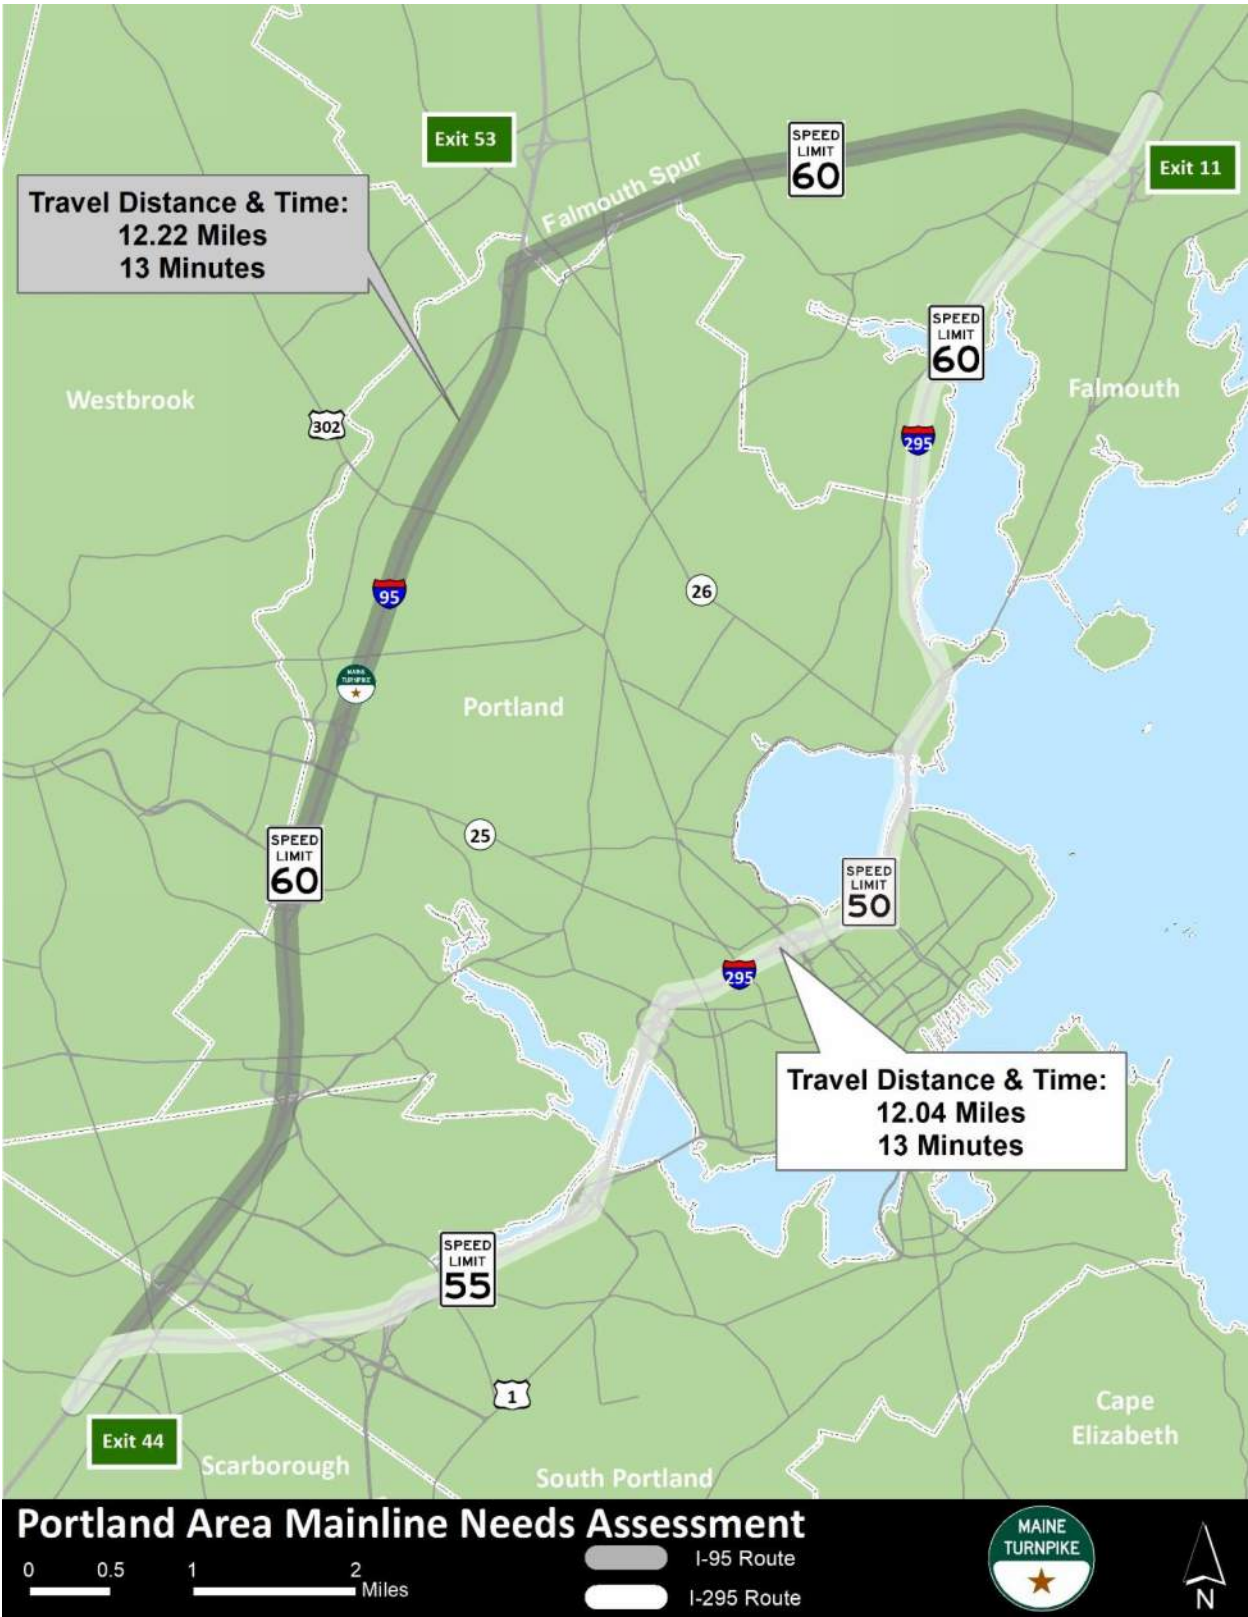 Exit 53
SPEED
LIMIT
60
Exit 11
Falmouth Spur
Travel Distance & Time:
12.22 Miles
13 Minutes
SPEED
LIMIT
60
Westbrook
Falmouth
302
295
95
26
MAINE
TURNPIKE
Portland
25
SPEED
LIMIT
60
SPEED
LIMIT
50
295
Travel Distance & Time:
12.04 Miles
13 Minutes
SPEED
LIMIT
55
1
Cape
Elizabeth
Exit 44
Scarborough
South Portland
Portland Area Mainline Needs Assessment
0 0.5 1 2
Miles
I-95 Route
I-295 Route
MAINE
TURNPIKE
N